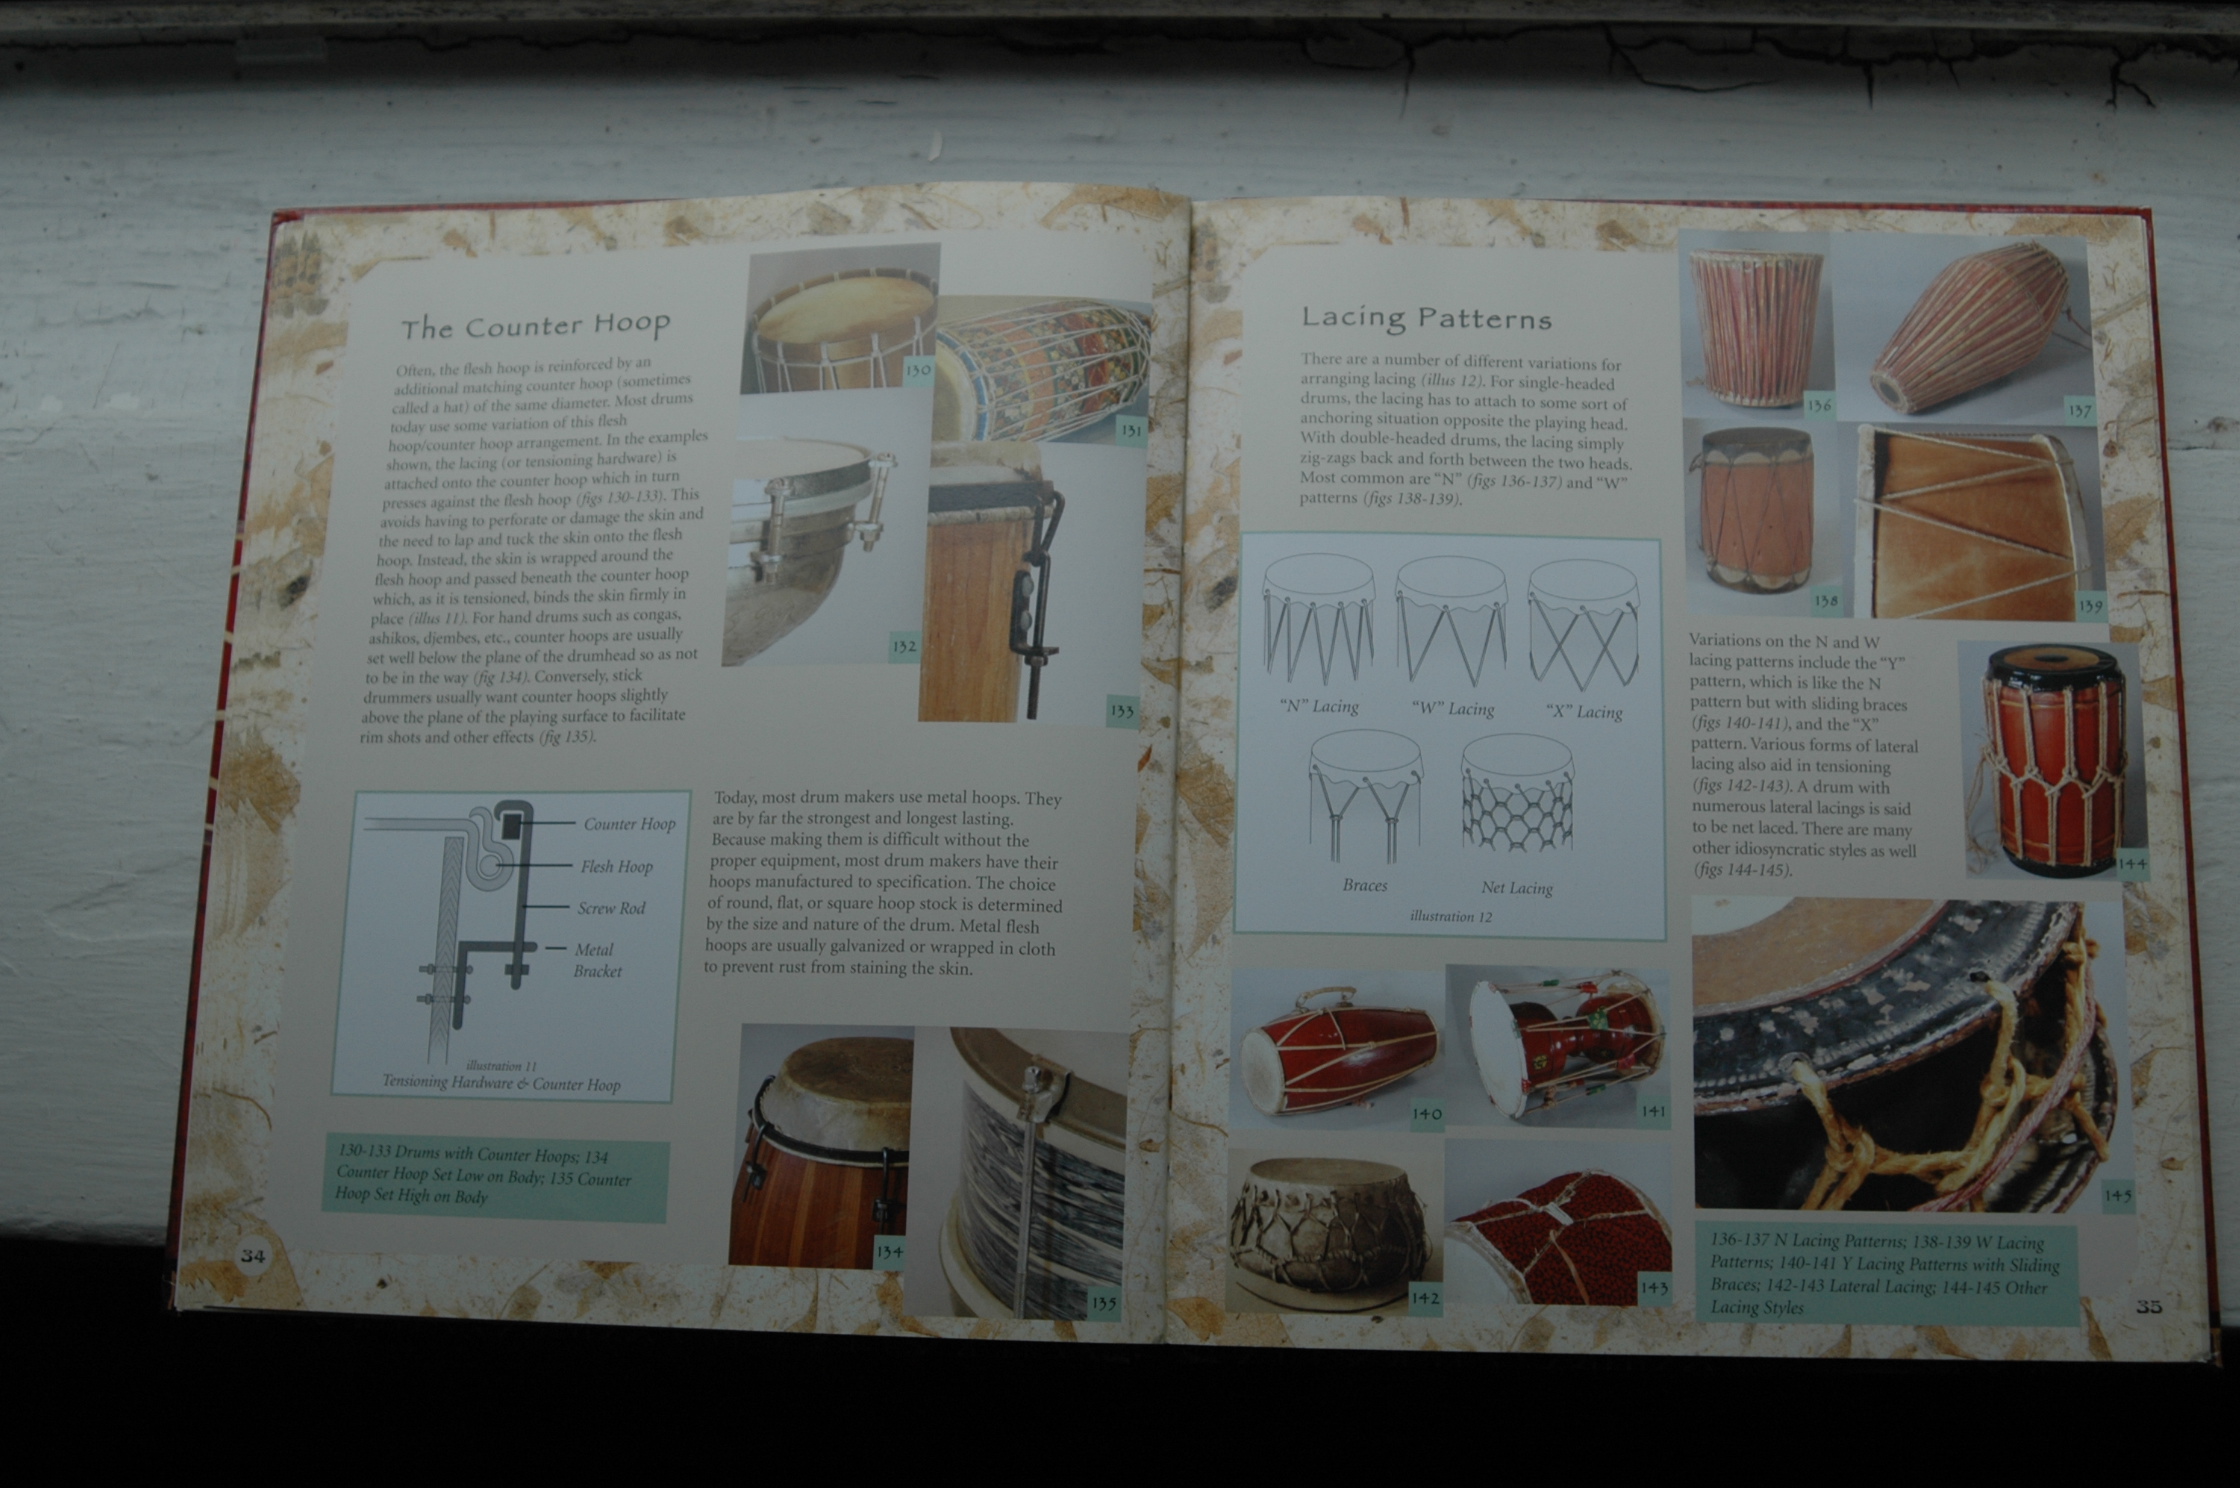 The Counter Hoop
Often, the flesh hoop is reinforced by an
additional matching counter hoop (sometimes
called a hat) of the same diameter. Most drums
today use some variation of this flesh
hoop/counter hoop arrangement. In the examples
shown, the lacing (or tensioning hardware) is
attached onto the counter hoop which in turn
presses against the flesh hoop (figs 130-133). This
avoids having to perforate or damage the skin and
the need to lap and tuck the skin onto the flesh
hoop. Instead, the skin is wrapped around the
flesh hoop and passed beneath the counter hoop
which, as it is tensioned, binds the skin firmly in
place (illus 11). For hand drums such as congas,
ashikos, djembes, etc., counter hoops are usually
set well below the plane of the drumhead so as not
to be in the way (fig 134). Conversely, stick
drummers usually want counter hoops slightly
above the plane of the playing surface to facilitate
rim shots and other effects (fig 135).
130
131
132
133
Counter Hoop
Flesh Hoop
Screw Rod
Metal
Bracket
illustration 11
Tensioning Hardware & Counter Hoop
Today, most drum makers use metal hoops. They
are by far the strongest and longest lasting.
Because making them is difficult without the
proper equipment, most drum makers have their
hoops manufactured to specification. The choice
of round, flat, or square hoop stock is determined
by the size and nature of the drum. Metal flesh
hoops are usually galvanized or wrapped in cloth
to prevent rust from staining the skin.
130-133 Drums with Counter Hoops; 134
Counter Hoop Set Low on Body; 135 Counter
Hoop Set High on Body
134
135
34
Lacing Patterns
There are a number of different variations for
arranging lacing (illus 12). For single-headed
drums, the lacing has to attach to some sort of
anchoring situation opposite the playing head.
With double-headed drums, the lacing simply
zig-zags back and forth between the two heads.
Most common are "N" (figs 136-137) and "W"
patterns (figs 138-139).
136
137
138
139
"N" Lacing
"W" Lacing
"X" Lacing
Braces
Net Lacing
illustration 12
Variations on the N and W
lacing patterns include the "Y"
pattern, which is like the N
pattern but with sliding braces
(figs 140-141), and the "X"
pattern. Various forms of lateral
lacing also aid in tensioning
(figs 142-143). A drum with
numerous lateral lacings is said
to be net laced. There are many
other idiosyncratic styles as well
(figs 144-145).
144
140
141
142
143
145
136-137 N Lacing Patterns; 138-139 W Lacing
Patterns; 140-141 Y Lacing Patterns with Sliding
Braces; 142-143 Lateral Lacing; 144-145 Other
Lacing Styles
35